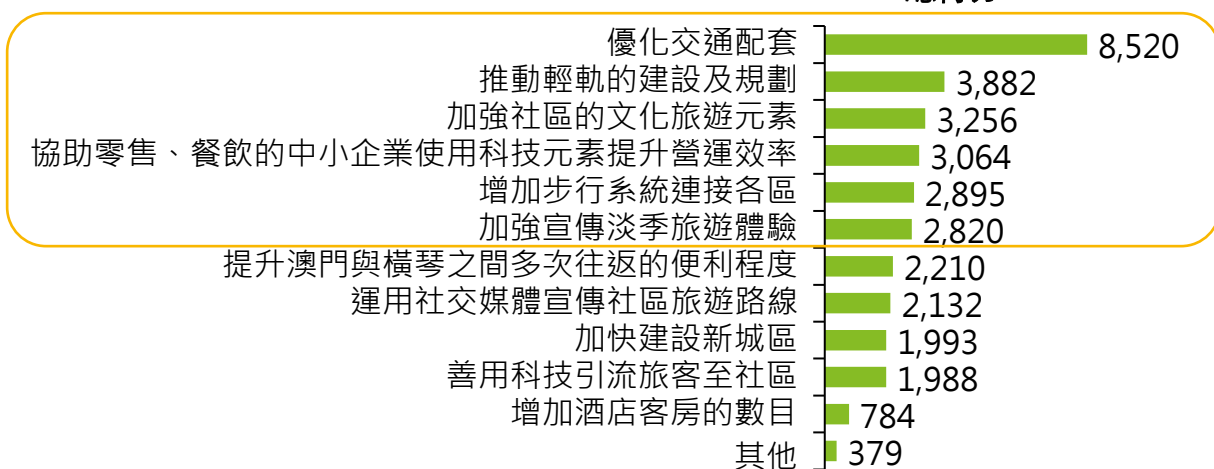 優化交通配套 8,520
推動輕軌的建設及規劃 3,882
加強社區的文化旅遊元素 3,256
協助零售、餐飲的中小企業使用科技元素提升營運效率 3,064
增加步行系統連接各區 2,895
加強宣傳淡季旅遊體驗 2,820
提升澳門與橫琴之間多次往返的便利程度 2,210
運用社交媒體宣傳社區旅遊路線 2,132
加快建設新城區 1,993
善用科技引流旅客至社區 1,988
增加酒店客房的數目 784
其他 379